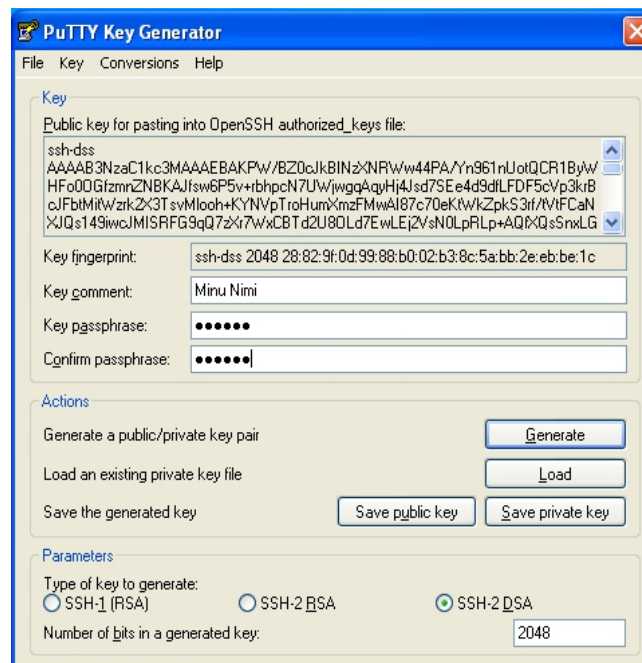 PuTTY Key Generator
File Key Conversions Help
Key
Public key for pasting into OpenSSH authorized_keys file:
ssh-dss
AAAAB3NzaC1kc3MAAAEBAKPW/BZ0cJkBINzXNRWw44PA/Yn961nUotQCR1ByW
HFo0OGfzmnZNBKAJfsw6P5v+rbhpcN7UWjwgqAqyHj4Jsd7SEe4d9dfLFDF5cVp3krB
cJFbtMitWzrk2X3TsvMlooh+KYNVpTroHumXmzFMwAl87c70eKtWkZpkS3rf/tVtFCaN
XJQs149iwcJMISRFG9qQ7zXr7WxCBTd2U8OLd7EwLEj2VsN0LpRLp+AQfXQsSnxLG
Key fingerprint: ssh-dss 2048 28:82:9f:0d:99:88:b0:02:b3:8c:5a:bb:2e:eb:be:1c
Key comment: Minu Nimi
Key passphrase: ●●●●●●
Confirm passphrase: ●●●●●●
Actions
Generate a public/private key pair Generate
Load an existing private key file Load
Save the generated key Save public key Save private key
Parameters
Type of key to generate:
SSH-1 (RSA) SSH-2 RSA SSH-2 DSA
Number of bits in a generated key: 2048